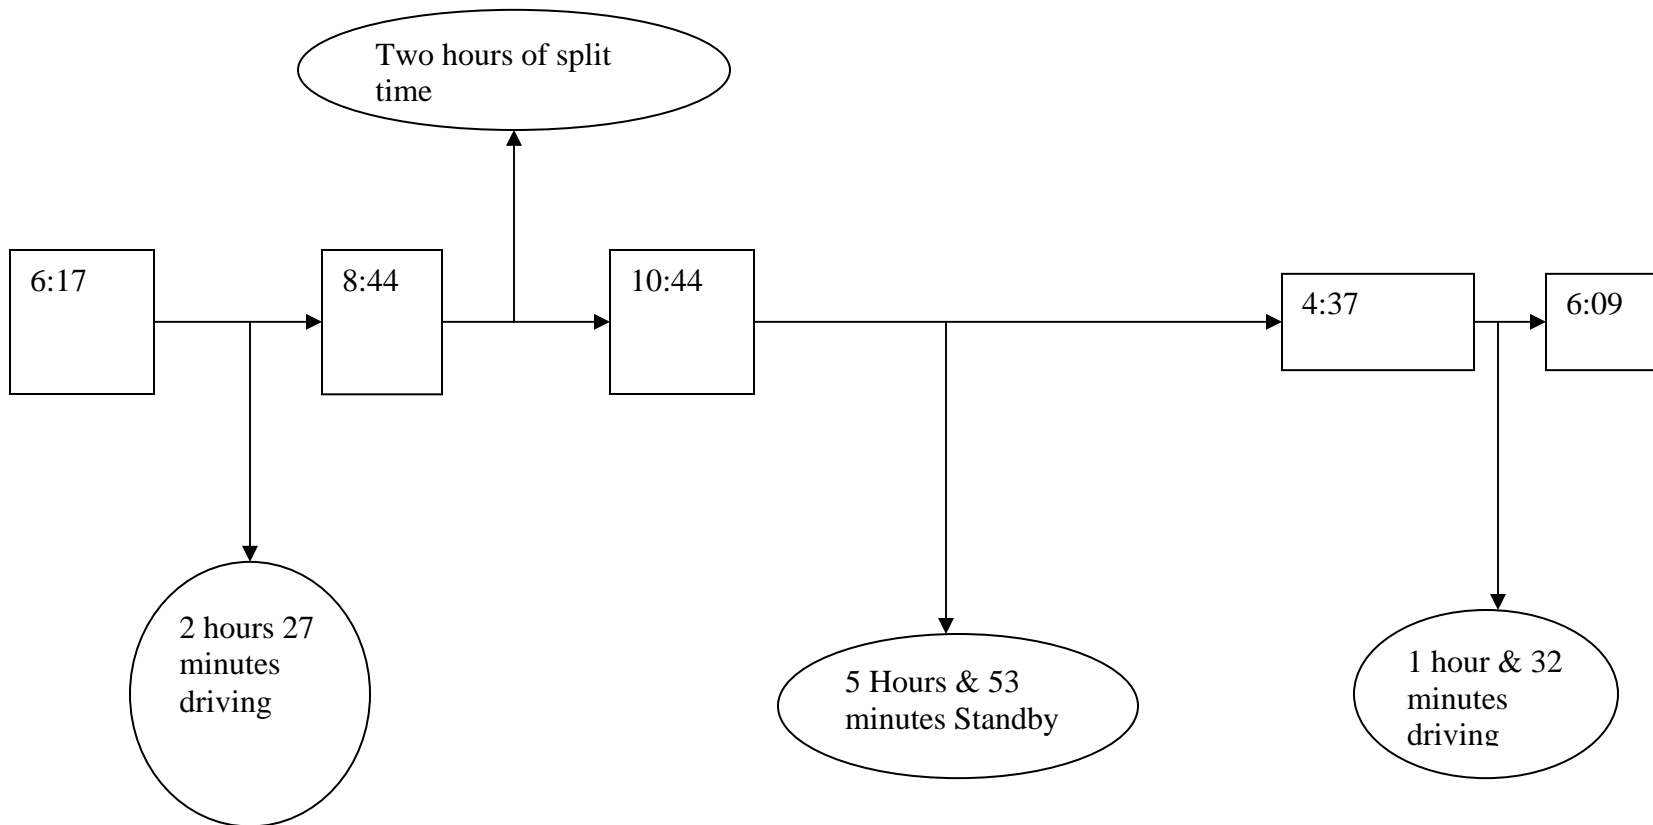 Two hours of split
time
6:17
8:44
10:44
4:37
6:09
2 hours 27
minutes
driving
5 Hours & 53
minutes Standby
1 hour & 32
minutes
driving